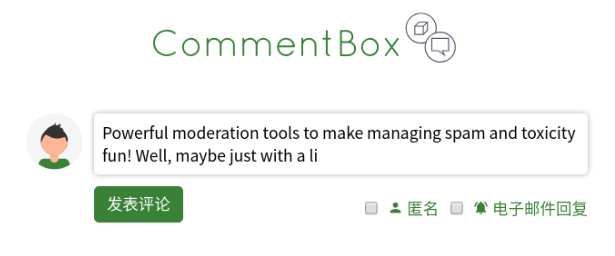 CommentBox
Powerful moderation tools to make managing spam and toxicity
fun! Well, maybe just with a li
发表评论
匿名
电子邮件回复